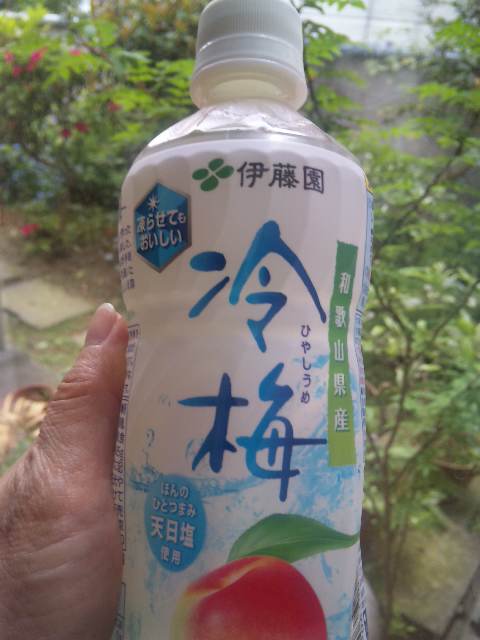 伊藤園
凍らせても
おいしい
冷梅
ひやしうめ
和歌山県産
ほんの
ひとつまみ
天日塩
使用